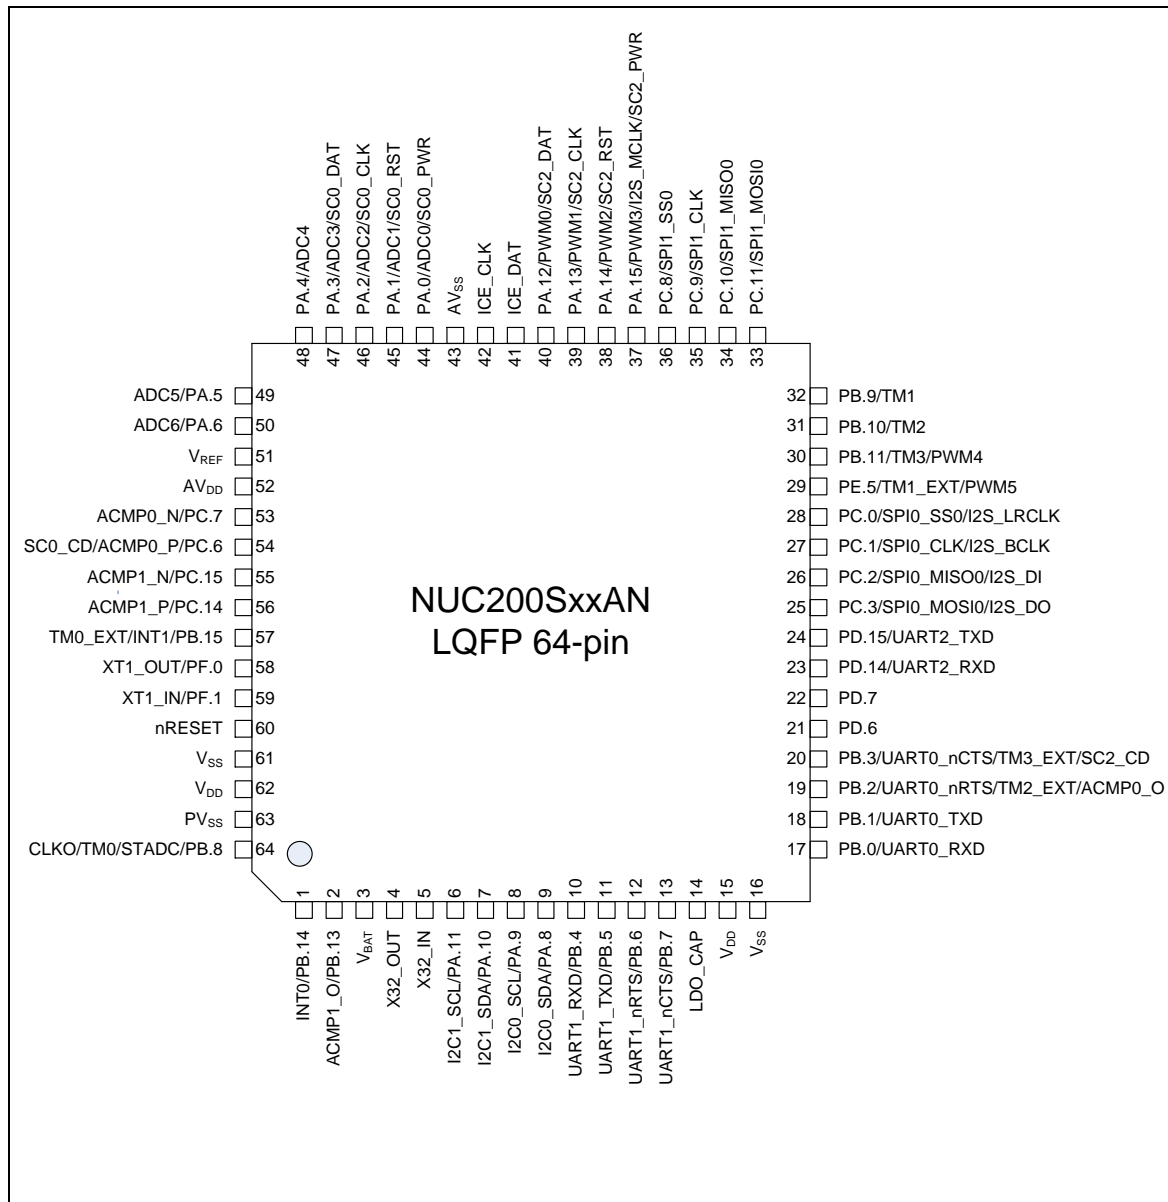 PA.4/ADC4
PA.3/ADC3/SC0_DAT
PA.2/ADC2/SC0_CLK
PA.1/ADC1/SC0_RST
PA.0/ADC0/SC0_PWR
AVSS
ICE_CLK
ICE_DAT
PA.12/PWM0/SC2_DAT
PA.13/PWM1/SC2_CLK
PA.14/PWM2/SC2_RST
PA.15/PWM3/I2S_MCLK/SC2_PWR
PC.8/SPI1_SS0
PC.9/SPI1_CLK
PC.10/SPI1_MISO0
PC.11/SPI1_MOSI0
48
47
46
45
44
43
42
41
40
39
38
37
36
35
34
33
ADC5/PA.5 49
ADC6/PA.6 50
VREF 51
AVDD 52
ACMP0_N/PC.7 53
SC0_CD/ACMP0_P/PC.6 54
ACMP1_N/PC.15 55
ACMP1_P/PC.14 56
TM0_EXT/INT1/PB.15 57
XT1_OUT/PF.0 58
XT1_IN/PF.1 59
nRESET 60
VSS 61
VDD 62
PVSS 63
CLKO/TM0/STADC/PB.8 64
NUC200SxxAN
LQFP 64-pin
32 PB.9/TM1
31 PB.10/TM2
30 PB.11/TM3/PWM4
29 PE.5/TM1_EXT/PWM5
28 PC.0/SPI0_SS0/I2S_LRCLK
27 PC.1/SPI0_CLK/I2S_BCLK
26 PC.2/SPI0_MISO0/I2S_DI
25 PC.3/SPI0_MOSI0/I2S_DO
24 PD.15/UART2_TXD
23 PD.14/UART2_RXD
22 PD.7
21 PD.6
20 PB.3/UART0_nCTS/TM3_EXT/SC2_CD
19 PB.2/UART0_nRTS/TM2_EXT/ACMP0_O
18 PB.1/UART0_TXD
17 PB.0/UART0_RXD
1
2
3
4
5
6
7
8
9
10
11
12
13
14
15
16
INT0/PB.14
ACMP1_O/PB.13
VBAT
X32_OUT
X32_IN
I2C1_SCL/PA.11
I2C1_SDA/PA.10
I2C0_SCL/PA.9
I2C0_SDA/PA.8
UART1_RXD/PB.4
UART1_TXD/PB.5
UART1_nRTS/PB.6
UART1_nCTS/PB.7
LDO_CAP
VDD
VSS